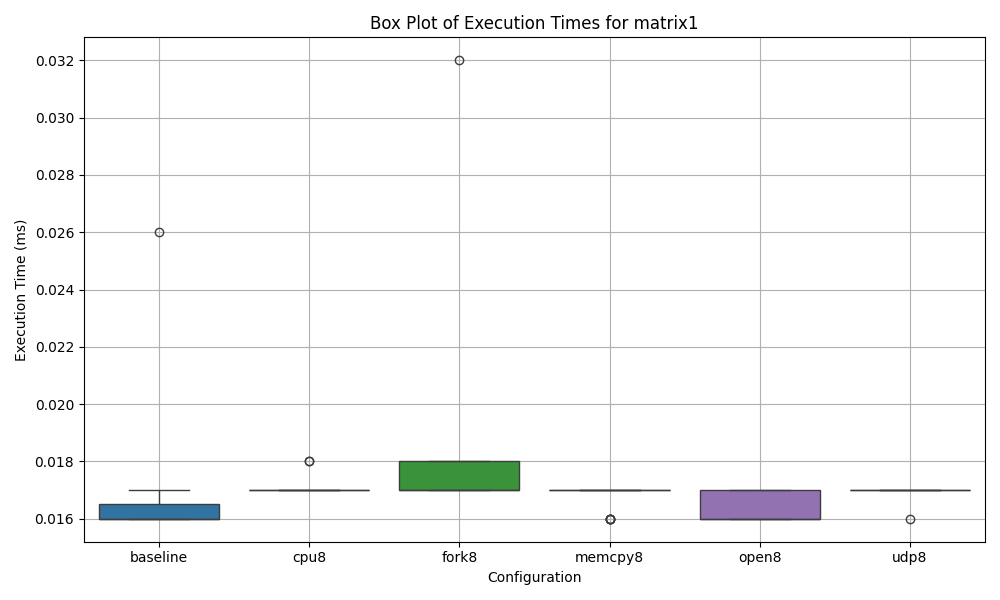 Box Plot of Execution Times for matrix1
0.032
0.030
0.028
0.026
0.024
0.022
0.020
0.018
0.016
Execution Time (ms)
baseline cpu8 fork8 memcpy8 open8 udp8
Configuration